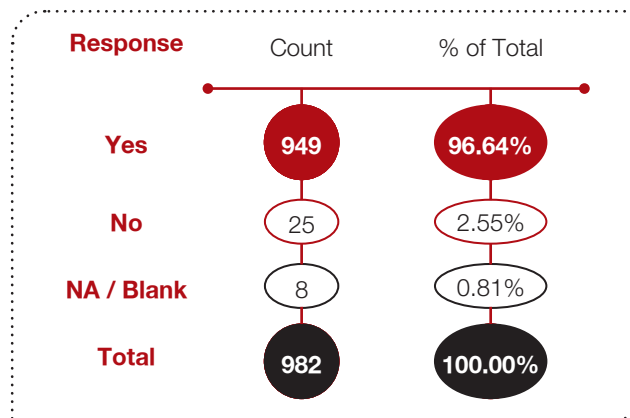 Response Count % of Total
Yes 949 96.64%
No 25 2.55%
NA / Blank 8 0.81%
Total 982 100.00%